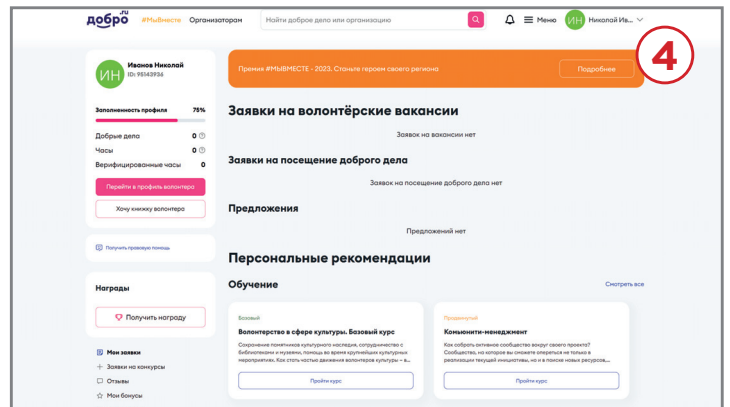 добро.ru
#МыВместе
Организаторам
Найти доброе дело или организацию
Меню
ИН
Николай Ив...
4
ИН
Иванов Николай
ID: 95143936
Заполненность профиля 75%
Добрые дела 0
Часы 0
Верифицированные часы 0
Перейти в профиль волонтера
Хочу книжку волонтера
Получить правовую помощь
Награды
Получить награду
Мои заявки
Заявки на конкурсы
Отзывы
Мои бонусы
Премия #МЫВМЕСТЕ - 2023. Станьте героем своего региона
Подробнее
Заявки на волонтёрские вакансии
Заявок на вакансии нет
Заявки на посещение доброго дела
Заявок на посещение доброго дела нет
Предложения
Предложений нет
Персональные рекомендации
Обучение
Смотреть все
Базовый
Волонтерство в сфере культуры. Базовый курс
Сохранение памятников культурного наследия, сотрудничество с
библиотеками и музеями, помощь во время крупнейших культурных
мероприятиях. Как стать частью движения волонтеров культуры – в...
Пройти курс
Продвинутый
Комьюнити-менеджмент
Как собрать активное сообщество вокруг своего проекта?
Сообщество, на которое вы сможете опереться не только в
реализации текущей инициативы, но и в поиске новых ресурсов,...
Пройти курс